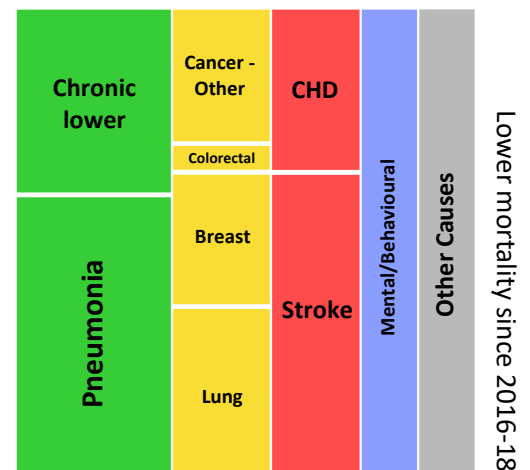 Chronic
lower
Pneumonia
Cancer -
Other
Colorectal
Breast
Lung
CHD
Stroke
Mental/Behavioural
Other Causes
Lower mortality since 2016-18